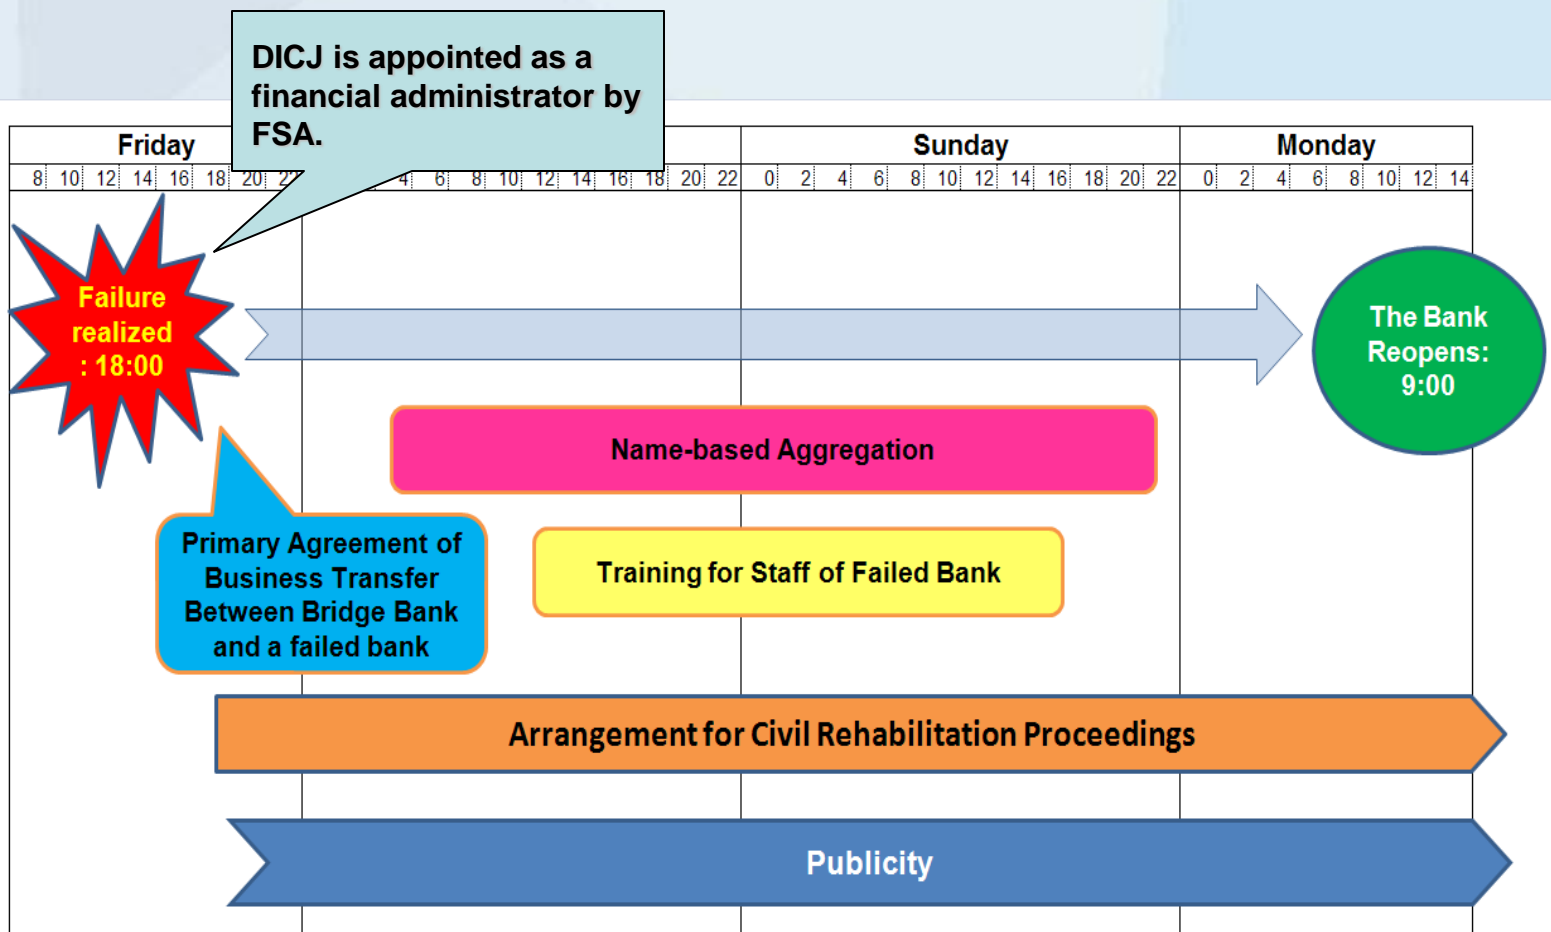 DICJ is appointed as a
financial administrator by
FSA.
Friday
Sunday
Monday
8 10 12 14 16 18 20 22 4 6 8 10 12 14 16 18 20 22 0 2 4 6 8 10 12 14 16 18 20 22 0 2 4 6 8 10 12 14
Failure
realized
: 18:00
The Bank
Reopens:
9:00
Name-based Aggregation
Primary Agreement of
Business Transfer
Between Bridge Bank
and a failed bank
Training for Staff of Failed Bank
Arrangement for Civil Rehabilitation Proceedings
Publicity